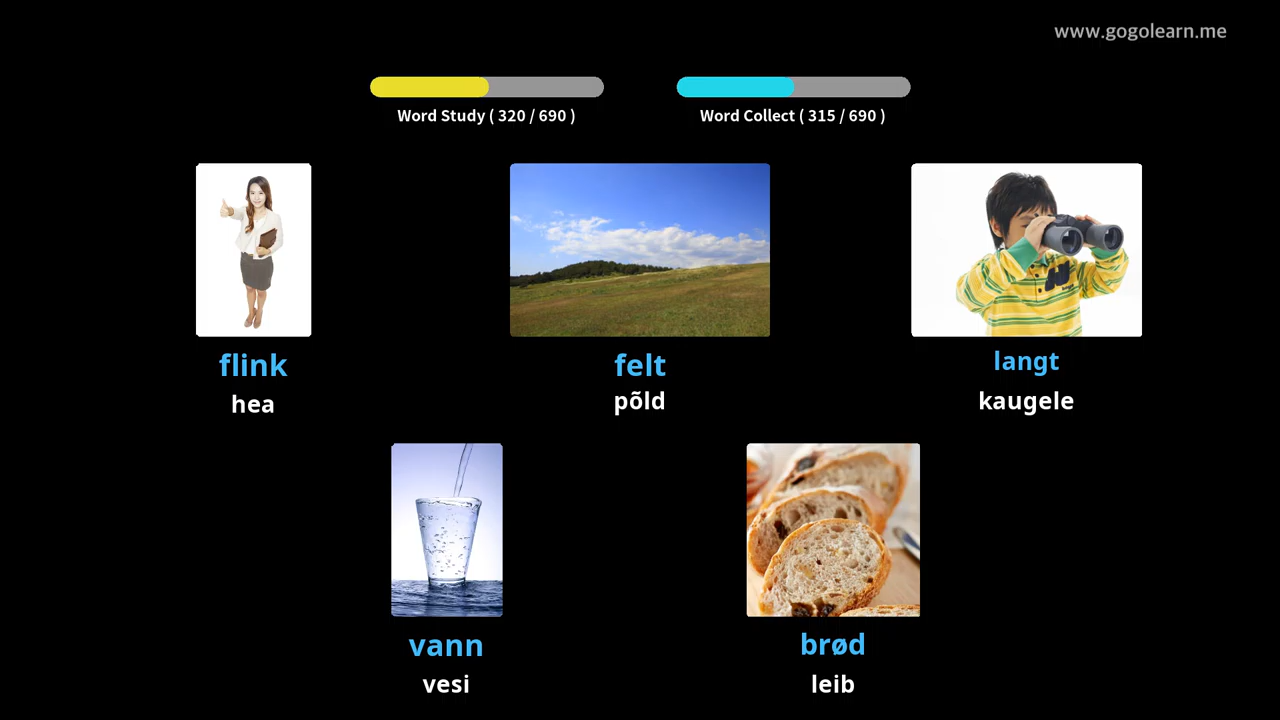 www.gogolearn.me
Word Study ( 320 / 690 )
Word Collect ( 315 / 690 )
flink
hea
felt
põld
langt
kaugele
vann
vesi
brød
leib